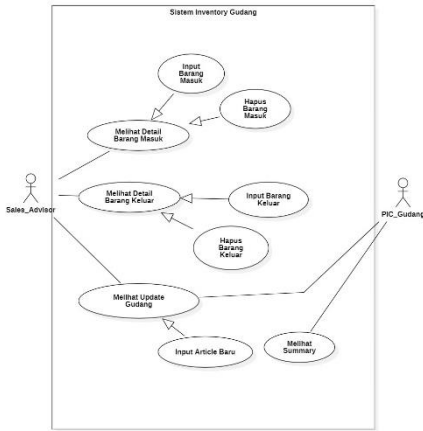 Sistem Inventory Gudang
Input
Barang
Masuk
Hapus
Barang
Masuk
Melihat Detail
Barang Masuk
Melihat Detail
Barang Keluar
Input Barang
Keluar
Sales_Advisor
PIC_Gudang
Hapus
Barang
Keluar
Melihat Update
Gudang
Input Article Baru
Melihat
Summary